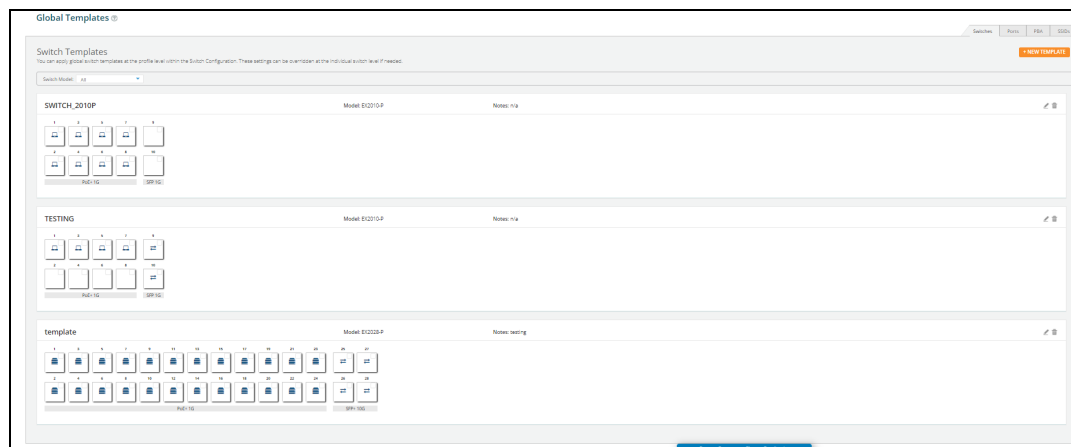 Global Templates
Switches Ports PBA SSIDs
Switch Templates
You can apply global switch templates at the profile level within the Switch Configuration. These settings can be overridden at the individual switch level if needed.
+ NEW TEMPLATE
Switch Model: All
SWITCH_2010P Model: EX2010-P Notes: n/a
1 3 5 7 9
2 4 6 8 10
PoE+ 1G SFP 1G
TESTING Model: EX2010-P Notes: n/a
1 3 5 7 9
2 4 6 8 10
PoE+ 1G SFP 1G
template Model: EX2028-P Notes: testing
1 3 5 7 9 11 13 15 17 19 21 23 25 27
2 4 6 8 10 12 14 16 18 20 22 24 26 28
PoE+ 1G SFP+ 10G